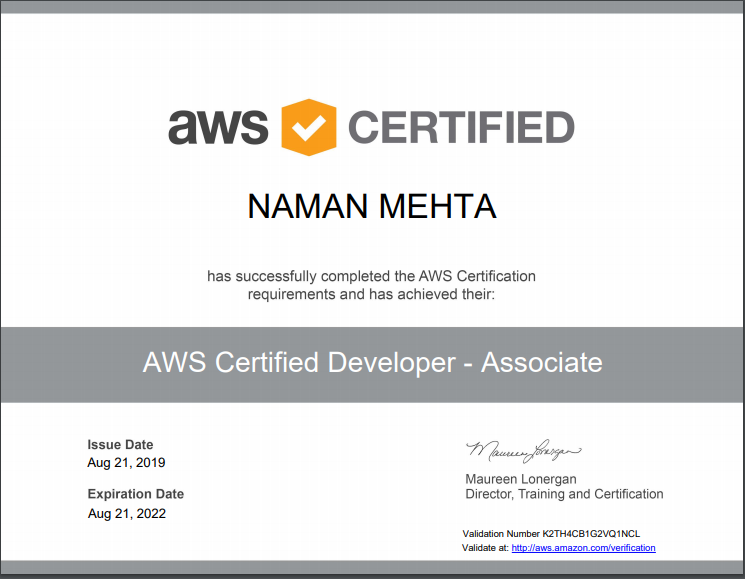 aws CERTIFIED
NAMAN MEHTA
has successfully completed the AWS Certification
requirements and has achieved their:
AWS Certified Developer - Associate
Issue Date
Aug 21, 2019
Expiration Date
Aug 21, 2022
Maureen Lonergan
Maureen Lonergan
Director, Training and Certification
Validation Number K2TH4CB1G2VQ1NCL
Validate at: http://aws.amazon.com/verification